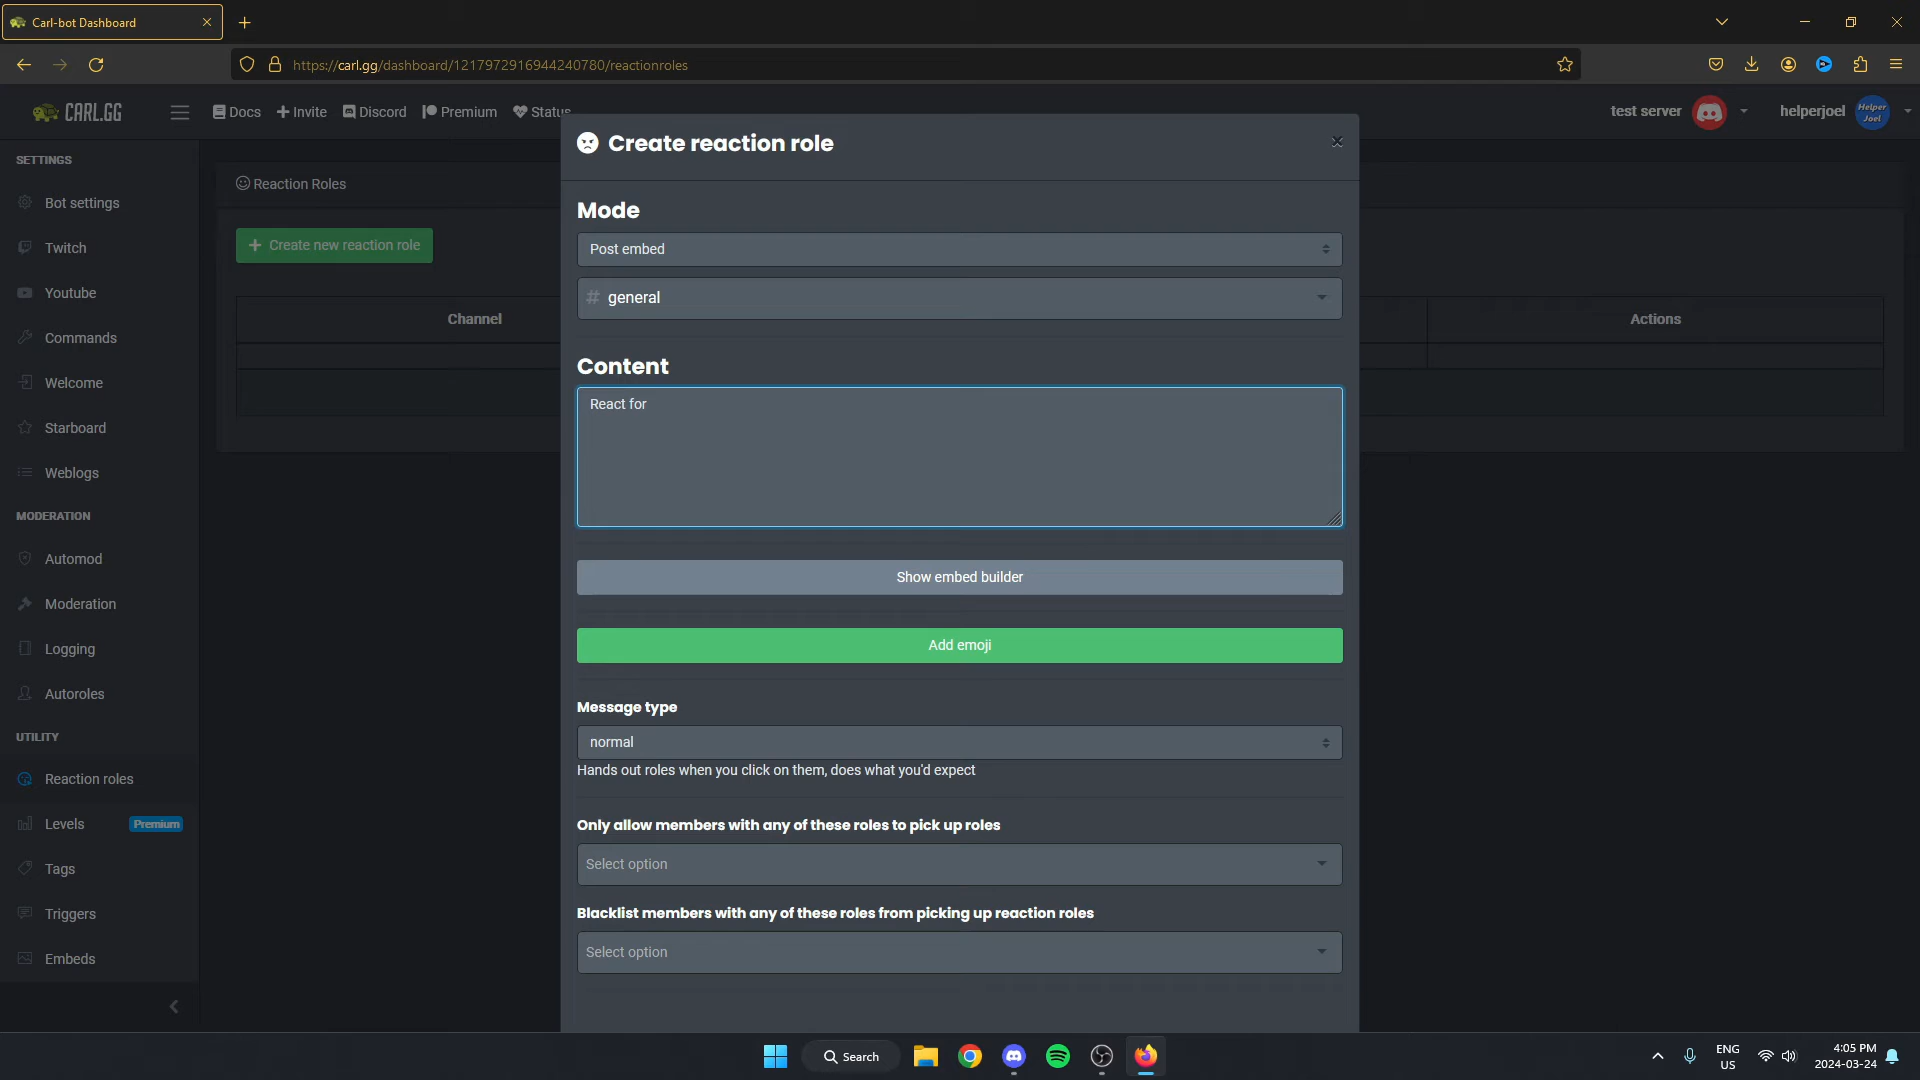 Carl-bot Dashboard
https://carl.gg/dashboard/1217972916944240780/reactionroles
CARL.GG
Docs
Invite
Discord
Premium
Status
test server
helperjoel
Helper
Joel
SETTINGS
Bot settings
Twitch
Youtube
Commands
Welcome
Starboard
Weblogs
MODERATION
Automod
Moderation
Logging
Autoroles
UTILITY
Reaction roles
Levels
Premium
Tags
Triggers
Embeds
Reaction Roles
Create new reaction role
Channel
Actions
Create reaction role
Mode
Post embed
# general
Content
React for
Show embed builder
Add emoji
Message type
normal
Hands out roles when you click on them, does what you'd expect
Only allow members with any of these roles to pick up roles
Select option
Blacklist members with any of these roles from picking up reaction roles
Select option
Search
ENG
US
4:05 PM
2024-03-24